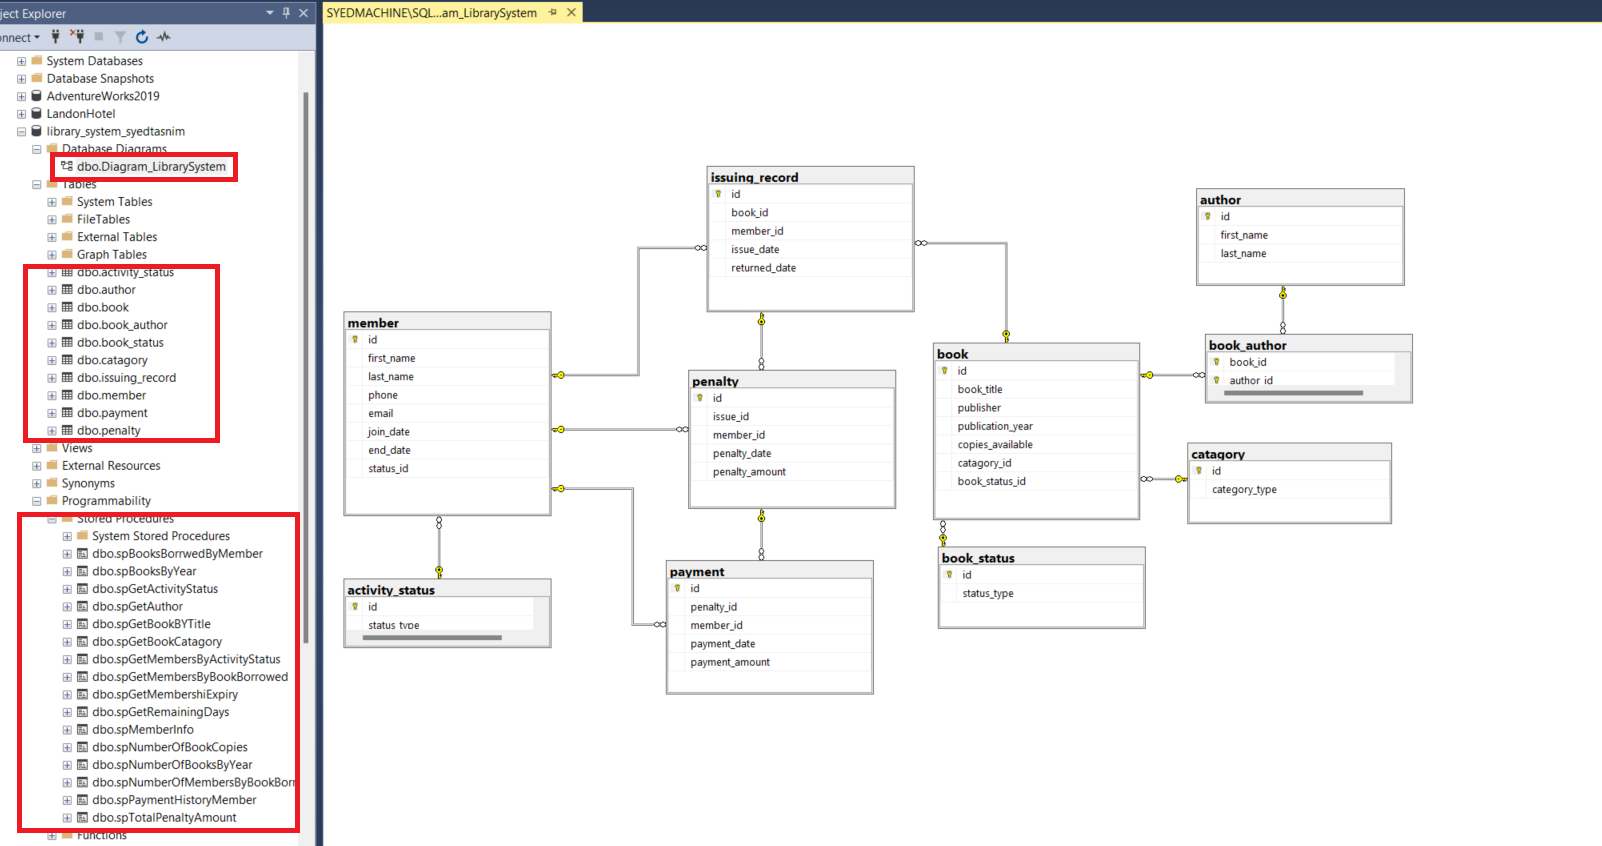 ject Explorer
onnect
System Databases
Database Snapshots
AdventureWorks2019
LandonHotel
library_system_syedtasnim
Database Diagrams
dbo.Diagram_LibrarySystem
Tables
System Tables
FileTables
External Tables
Graph Tables
dbo.activity_status
dbo.author
dbo.book
dbo.book_author
dbo.book_status
dbo.catagory
dbo.issuing_record
dbo.member
dbo.payment
dbo.penalty
Views
External Resources
Synonyms
Programmability
Stored Procedures
System Stored Procedures
dbo.spBooksBorrwedByMember
dbo.spBooksByYear
dbo.spGetActivityStatus
dbo.spGetAuthor
dbo.spGetBookBYTitle
dbo.spGetBookCatagory
dbo.spGetMembersByActivityStatus
dbo.spGetMembersByBookBorrowed
dbo.spGetMembershiExpiry
dbo.spGetRemainingDays
dbo.spMemberInfo
dbo.spNumberOfBookCopies
dbo.spNumberOfBooksByYear
dbo.spNumberOfMembersByBookBorr
dbo.spPaymentHistoryMember
dbo.spTotalPenaltyAmount
Functions
SYEDMACHINE\SQL...am_LibrarySystem
member
id
first_name
last_name
phone
email
join_date
end_date
status_id
activity_status
id
status_type
issuing_record
id
book_id
member_id
issue_date
returned_date
penalty
id
issue_id
member_id
penalty_date
penalty_amount
payment
id
penalty_id
member_id
payment_date
payment_amount
book
id
book_title
publisher
publication_year
copies_available
catagory_id
book_status_id
book_status
id
status_type
author
id
first_name
last_name
book_author
book_id
author_id
catagory
id
category_type